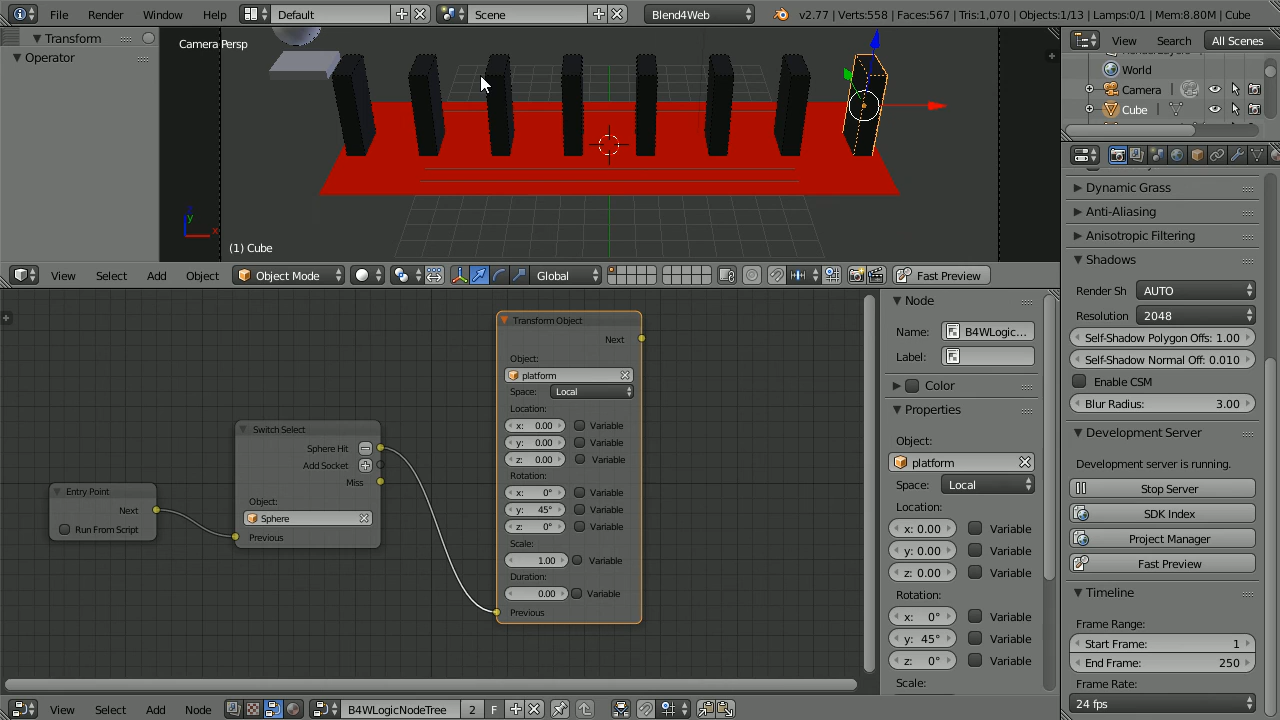 File Render Window Help Default Scene Blend4Web v2.77 | Verts:558 | Faces:567 | Tris:1,070 | Objects:1/13 | Lamps:0/1 | Mem:8.80M | Cube
Transform
Operator
Camera Persp
y
x
(1) Cube
View Search All Scenes
World
Camera
Cube
View Select Add Object Object Mode Global Fast Preview
Entry Point
Next
Run From Script
Switch Select
Sphere Hit
Add Socket
Miss
Object:
Sphere
Previous
Transform Object
Next
Object:
platform
Space: Local
Location:
x: 0.00 Variable
y: 0.00 Variable
z: 0.00 Variable
Rotation:
x: 0° Variable
y: 45° Variable
z: 0° Variable
Scale:
1.00 Variable
Duration:
0.00 Variable
Previous
Node
Name: B4WLogic...
Label:
Color
Properties
Object:
platform
Space: Local
Location:
x: 0.00 Variable
y: 0.00 Variable
z: 0.00 Variable
Rotation:
x: 0° Variable
y: 45° Variable
z: 0° Variable
Scale:
Dynamic Grass
Anti-Aliasing
Anisotropic Filtering
Shadows
Render Sh AUTO
Resolution 2048
Self-Shadow Polygon Offs: 1.00
Self-Shadow Normal Off: 0.010
Enable CSM
Blur Radius: 3.00
Development Server
Development server is running.
Stop Server
SDK Index
Project Manager
Fast Preview
Timeline
Frame Range:
Start Frame: 1
End Frame: 250
Frame Rate:
24 fps
View Select Add Node B4WLogicNodeTree 2 F